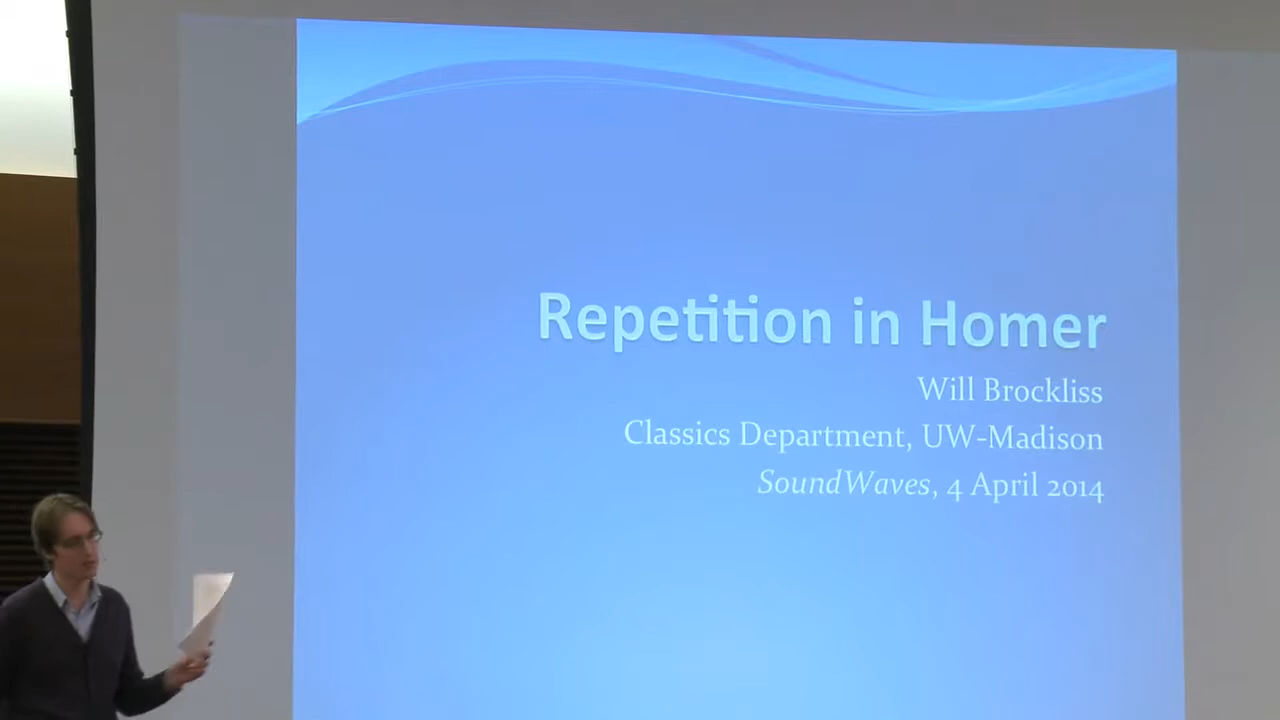 Repetition in Homer
Will Brockliss
Classics Department, UW-Madison
SoundWaves, 4 April 2014